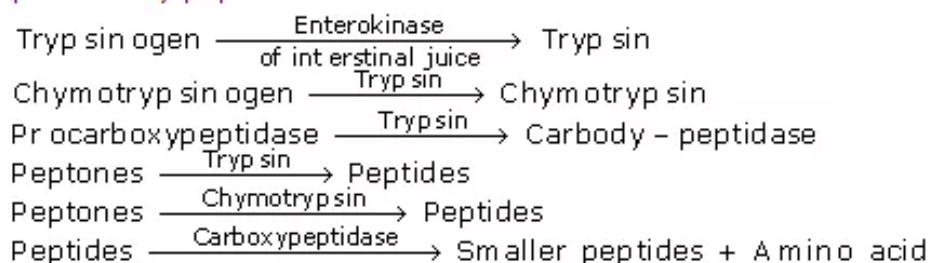 Trypsinogen Enterokinase of interstinal juice → Trypsin
Chymotrypsinogen Trypsin → Chymotrypsin
Procarboxypeptidase Trypsin → Carbody – peptidase
Peptones Trypsin → Peptides
Peptones Chymotrypsin → Peptides
Peptides Carboxypeptidase → Smaller peptides + Amino acid